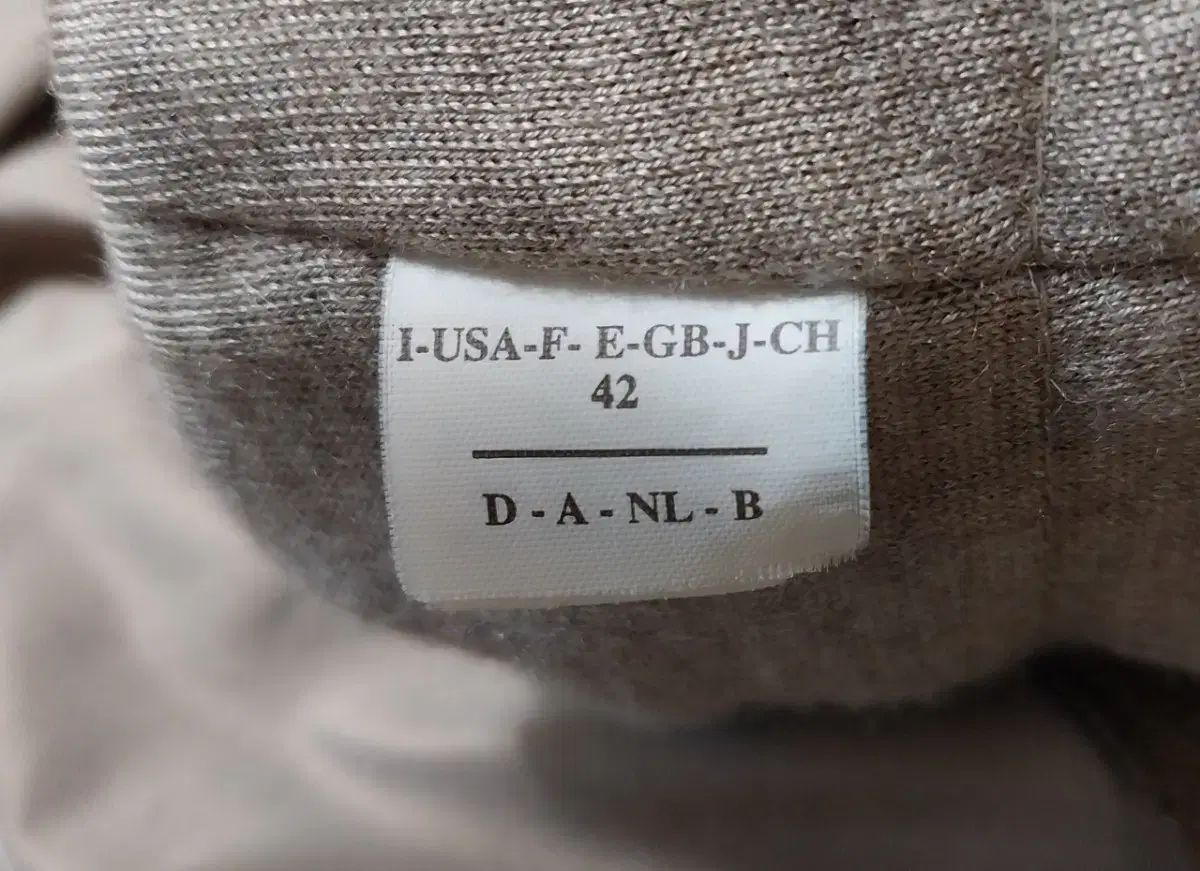 I-USA-F- E-GB-J-CH
42
D - A - NL - B